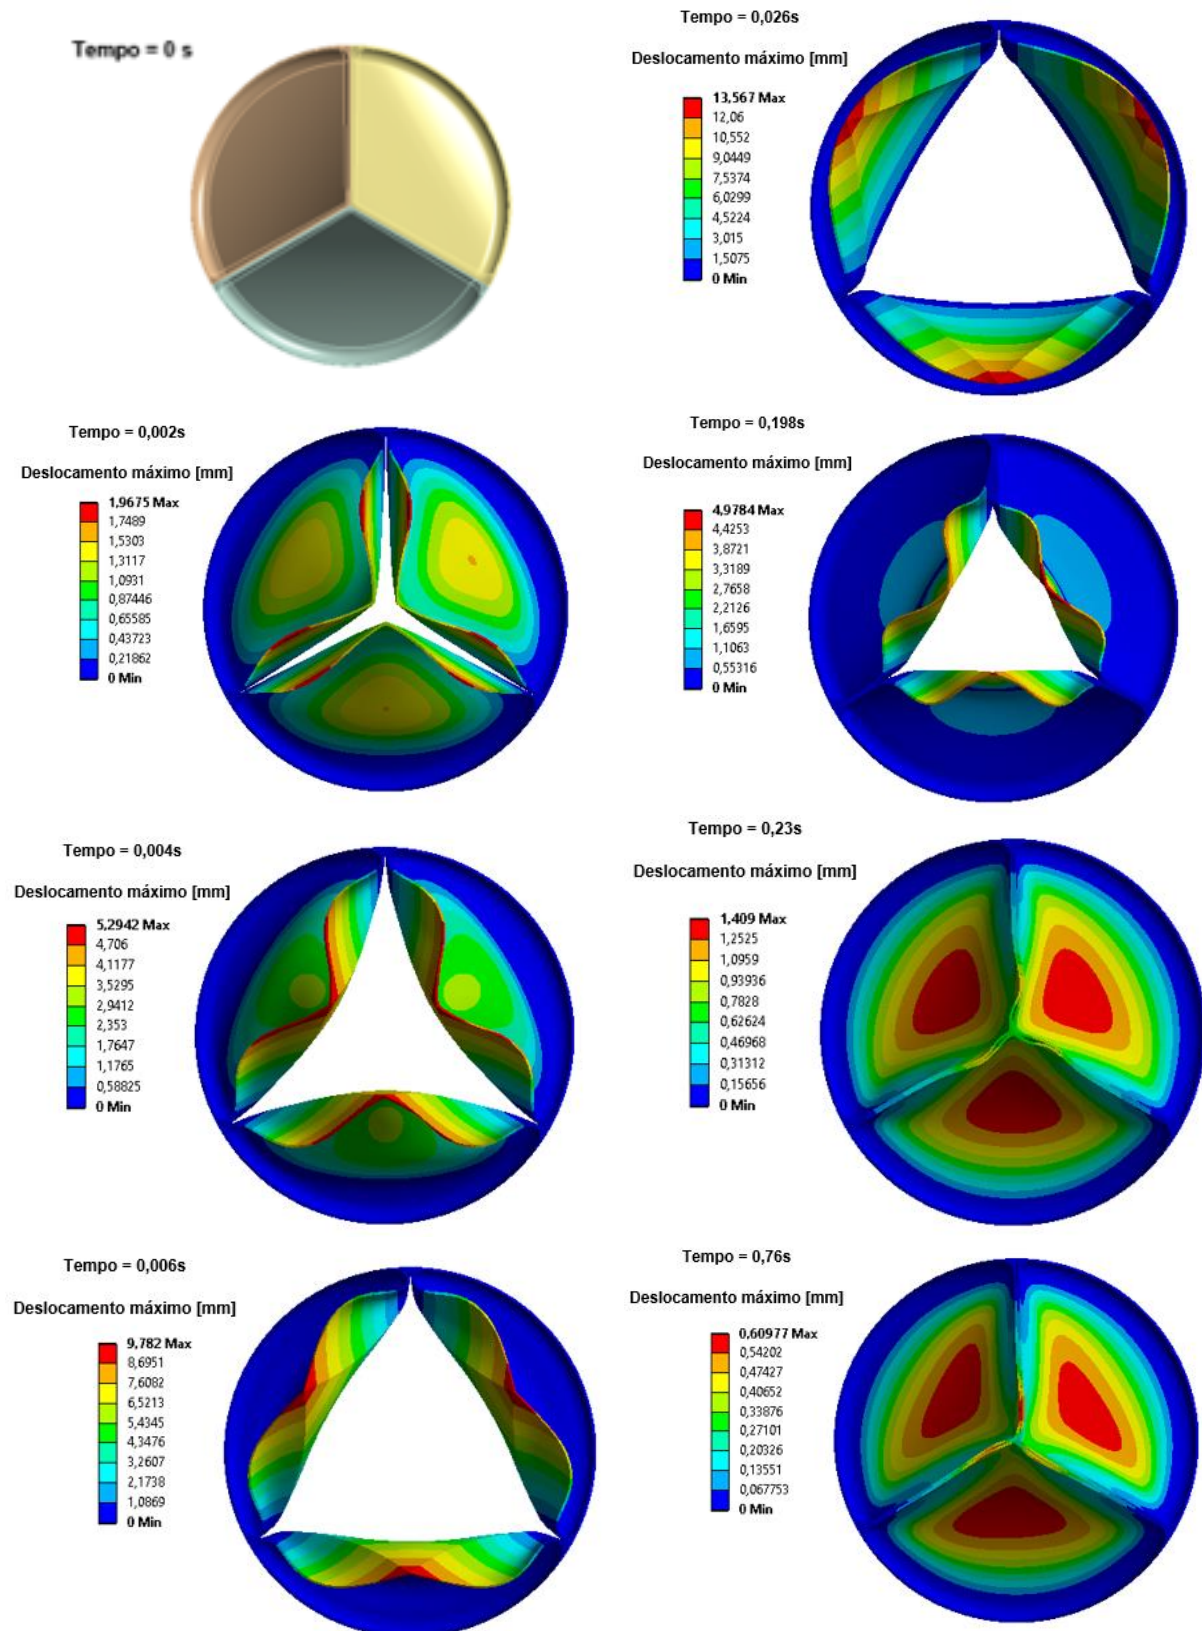 Tempo = 0 s
Tempo = 0,002s
Deslocamento máximo [mm]
1,9675 Max
1,7489
1,5303
1,3117
1,0931
0,87446
0,65585
0,43723
0,21862
0 Min
Tempo = 0,004s
Deslocamento máximo [mm]
5,2942 Max
4,706
4,1177
3,5295
2,9412
2,353
1,7647
1,1765
0,58825
0 Min
Tempo = 0,006s
Deslocamento máximo [mm]
9,782 Max
8,6951
7,6082
6,5213
5,4345
4,3476
3,2607
2,1738
1,0869
0 Min
Tempo = 0,026s
Deslocamento máximo [mm]
13,567 Max
12,06
10,552
9,0449
7,5374
6,0299
4,5224
3,015
1,5075
0 Min
Tempo = 0,198s
Deslocamento máximo [mm]
4,9784 Max
4,4253
3,8721
3,3189
2,7658
2,2126
1,6595
1,1063
0,55316
0 Min
Tempo = 0,23s
Deslocamento máximo [mm]
1,409 Max
1,2525
1,0959
0,93936
0,7828
0,62624
0,46968
0,31312
0,15656
0 Min
Tempo = 0,76s
Deslocamento máximo [mm]
0,60977 Max
0,54202
0,47427
0,40652
0,33876
0,27101
0,20326
0,13551
0,067753
0 Min